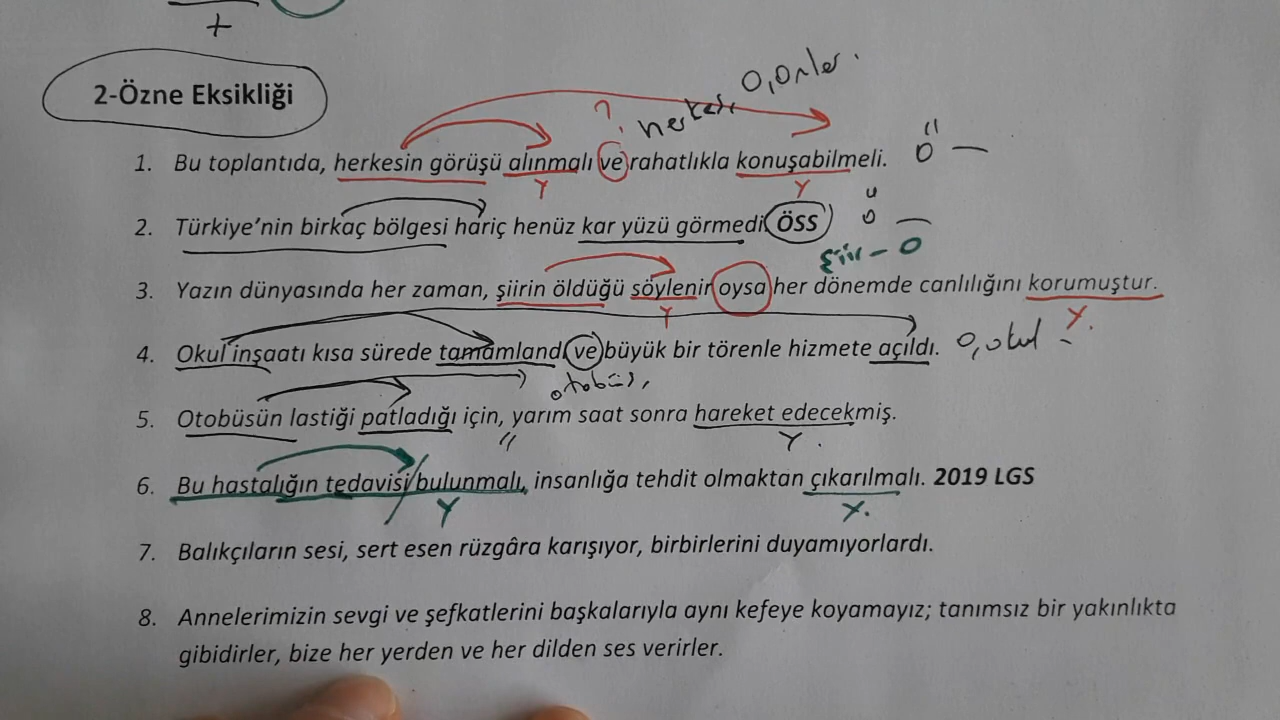 +
2-Özne Eksikliği
? herkes, O, Onlar.
1. Bu toplantıda, herkesin görüşü alınmalı ve rahatlıkla konuşabilmeli. Ö —
Y Y
2. Türkiye'nin birkaç bölgesi hariç henüz kar yüzü görmedi ÖSS Ö —
şiir - O
3. Yazın dünyasında her zaman, şiirin öldüğü söylenir oysa her dönemde canlılığını korumuştur.
Y Y.
4. Okul inşaatı kısa sürede tamamlandı ve büyük bir törenle hizmete açıldı. O, okul -
otobüs,
5. Otobüsün lastiği patladığı için, yarım saat sonra hareket edecekmiş.
Y.
6. Bu hastalığın tedavisi bulunmalı, insanlığa tehdit olmaktan çıkarılmalı. 2019 LGS
Y Y.
7. Balıkçıların sesi, sert esen rüzgâra karışıyor, birbirlerini duyamıyorlardı.
8. Annelerimizin sevgi ve şefkatlerini başkalarıyla aynı kefeye koyamayız; tanımsız bir yakınlıkta
gibidirler, bize her yerden ve her dilden ses verirler.